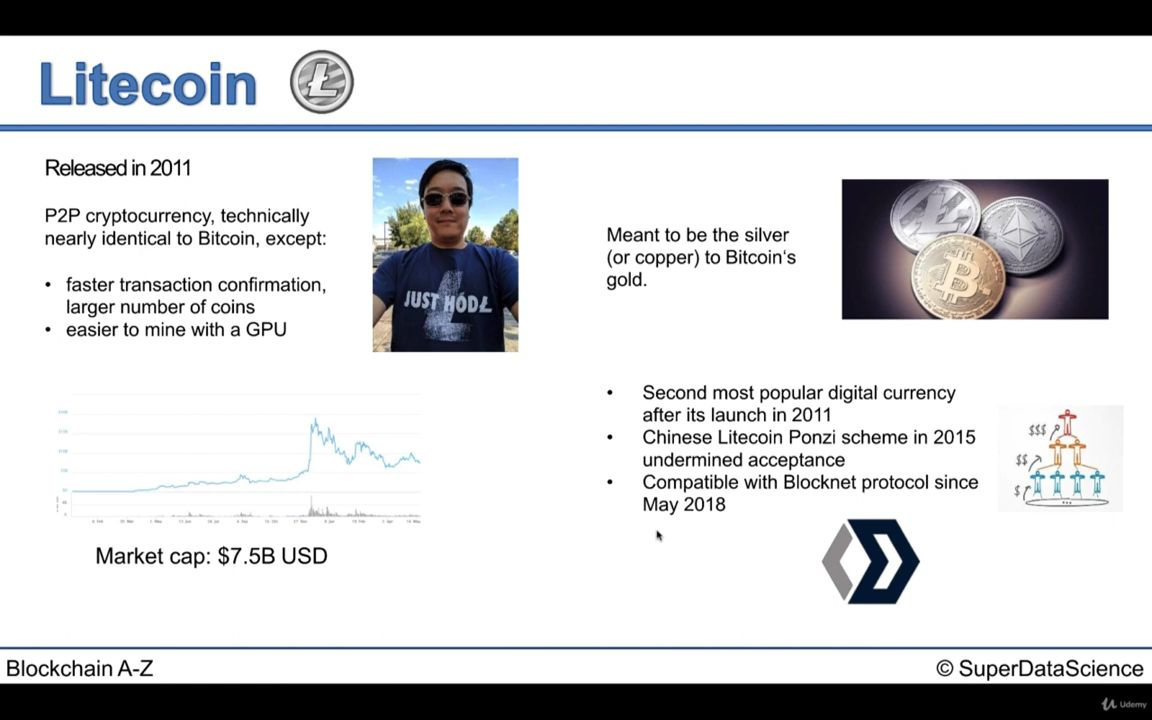 Litecoin
Released in 2011
P2P cryptocurrency, technically
nearly identical to Bitcoin, except:
• faster transaction confirmation,
larger number of coins
• easier to mine with a GPU
JUST HODŁ
Market cap: $7.5B USD
Meant to be the silver
(or copper) to Bitcoin's
gold.
• Second most popular digital currency
after its launch in 2011
• Chinese Litecoin Ponzi scheme in 2015
undermined acceptance
• Compatible with Blocknet protocol since
May 2018
$$$
$$
$
Blockchain A-Z
© SuperDataScience
Udemy